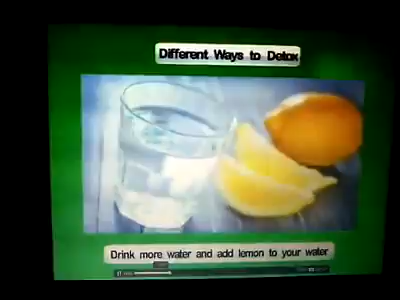 Different Ways to Detox
Drink more water and add lemon to your water